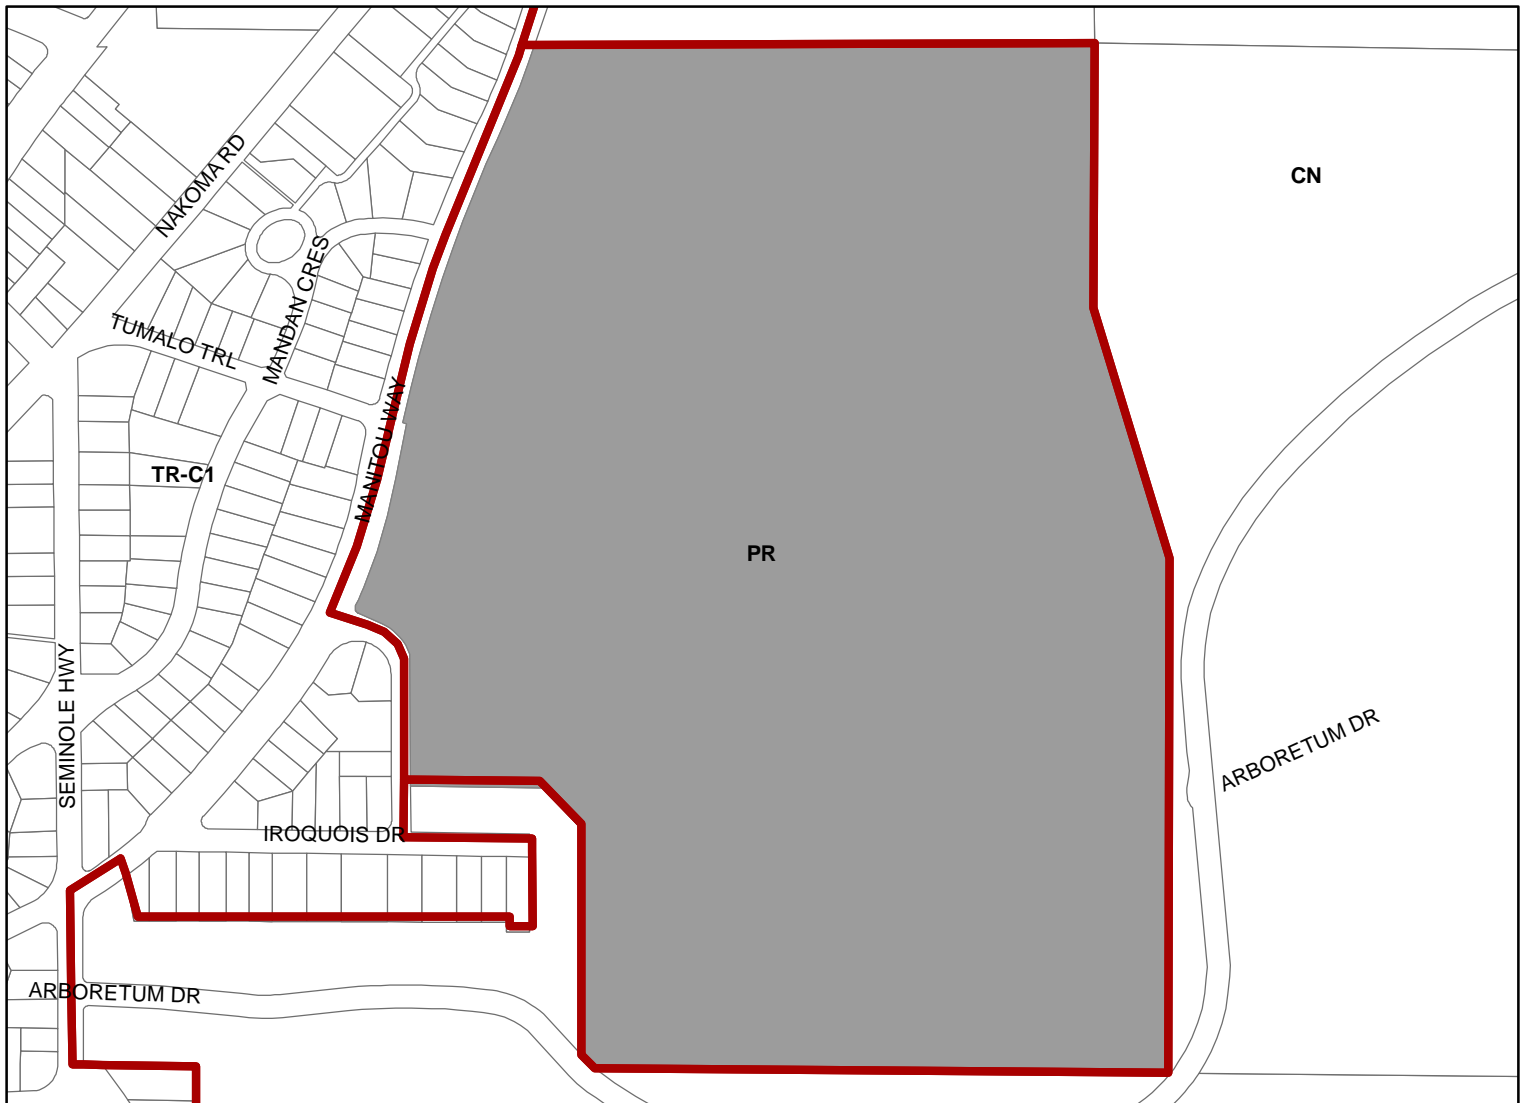 NAKOMA RD
CN
MANDAN CRES
TUMALO TRL
MANITOU WAY
TR-C1
PR
SEMINOLE HWY
ARBORETUM DR
IROQUOIS DR
ARBORETUM DR